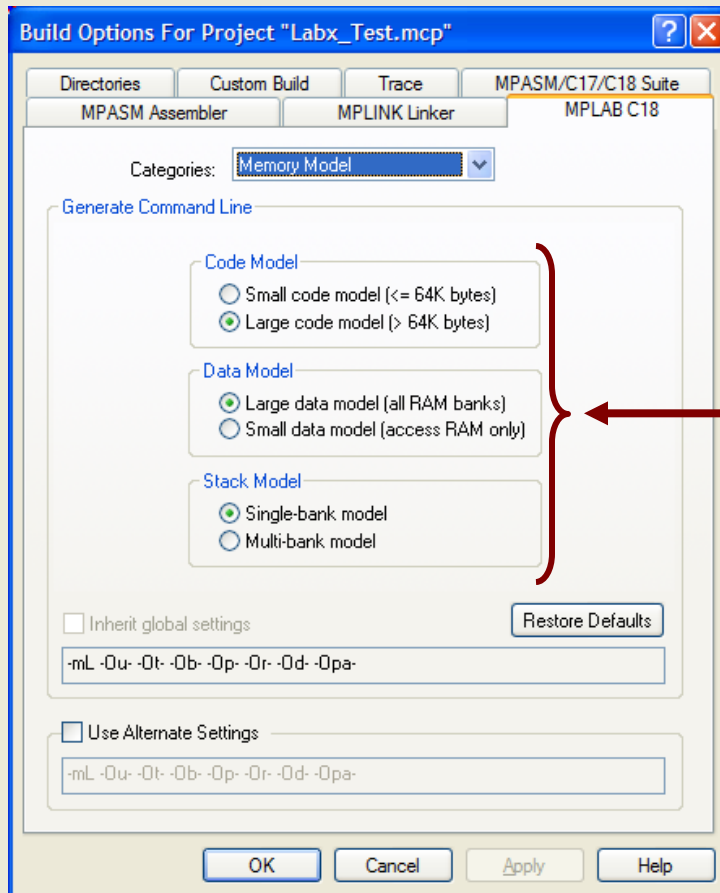 Build Options For Project "Labx_Test.mcp"
Directories Custom Build Trace MPASM/C17/C18 Suite
MPASM Assembler MPLINK Linker MPLAB C18
Categories: Memory Model
Generate Command Line
Code Model
Small code model (<= 64K bytes)
Large code model (> 64K bytes)
Data Model
Large data model (all RAM banks)
Small data model (access RAM only)
Stack Model
Single-bank model
Multi-bank model
Inherit global settings Restore Defaults
-mL -Ou- -Ot- -Ob- -Op- -Or- -Od- -Opa-
Use Alternate Settings
-mL -Ou- -Ot- -Ob- -Op- -Or- -Od- -Opa-
OK Cancel Apply Help